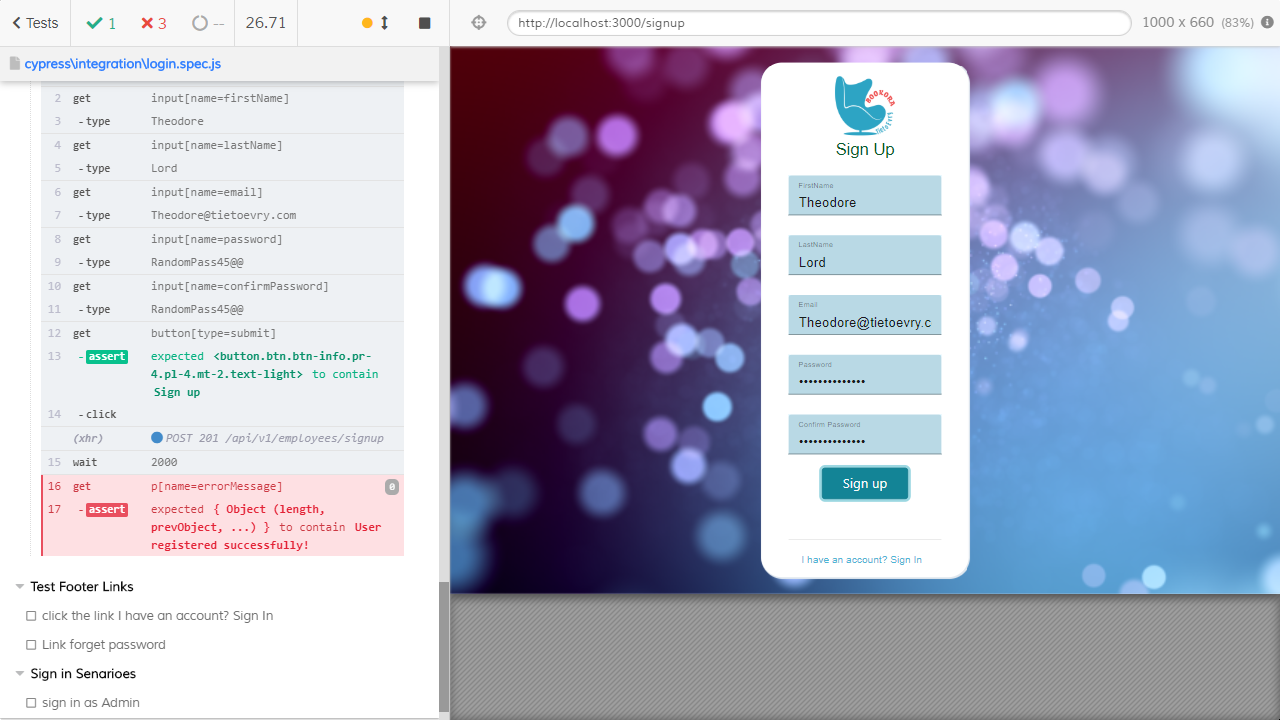 Tests
1
3
--
26.71
http://localhost:3000/signup
1000 x 660 (83%)
cypress\integration\login.spec.js
2 get input[name=firstName]
3 -type Theodore
4 get input[name=lastName]
5 -type Lord
6 get input[name=email]
7 -type Theodore@tietoevry.com
8 get input[name=password]
9 -type RandomPass45@@
10 get input[name=confirmPassword]
11 -type RandomPass45@@
12 get button[type=submit]
13 -assert expected <button.btn.btn-info.pr-
4.pl-4.mt-2.text-light> to contain
Sign up
14 -click
(xhr) POST 201 /api/v1/employees/signup
15 wait 2000
16 get p[name=errorMessage] 0
17 -assert expected { Object (length,
prevObject, ...) } to contain User
registered successfully!
Test Footer Links
click the link I have an account? Sign In
Link forget password
Sign in Senarioes
sign in as Admin
BOOKORA
Sign Up
FirstName
Theodore
LastName
Lord
Email
Theodore@tietoevry.c
Password
••••••••••••••
Confirm Password
••••••••••••••
Sign up
I have an account? Sign In